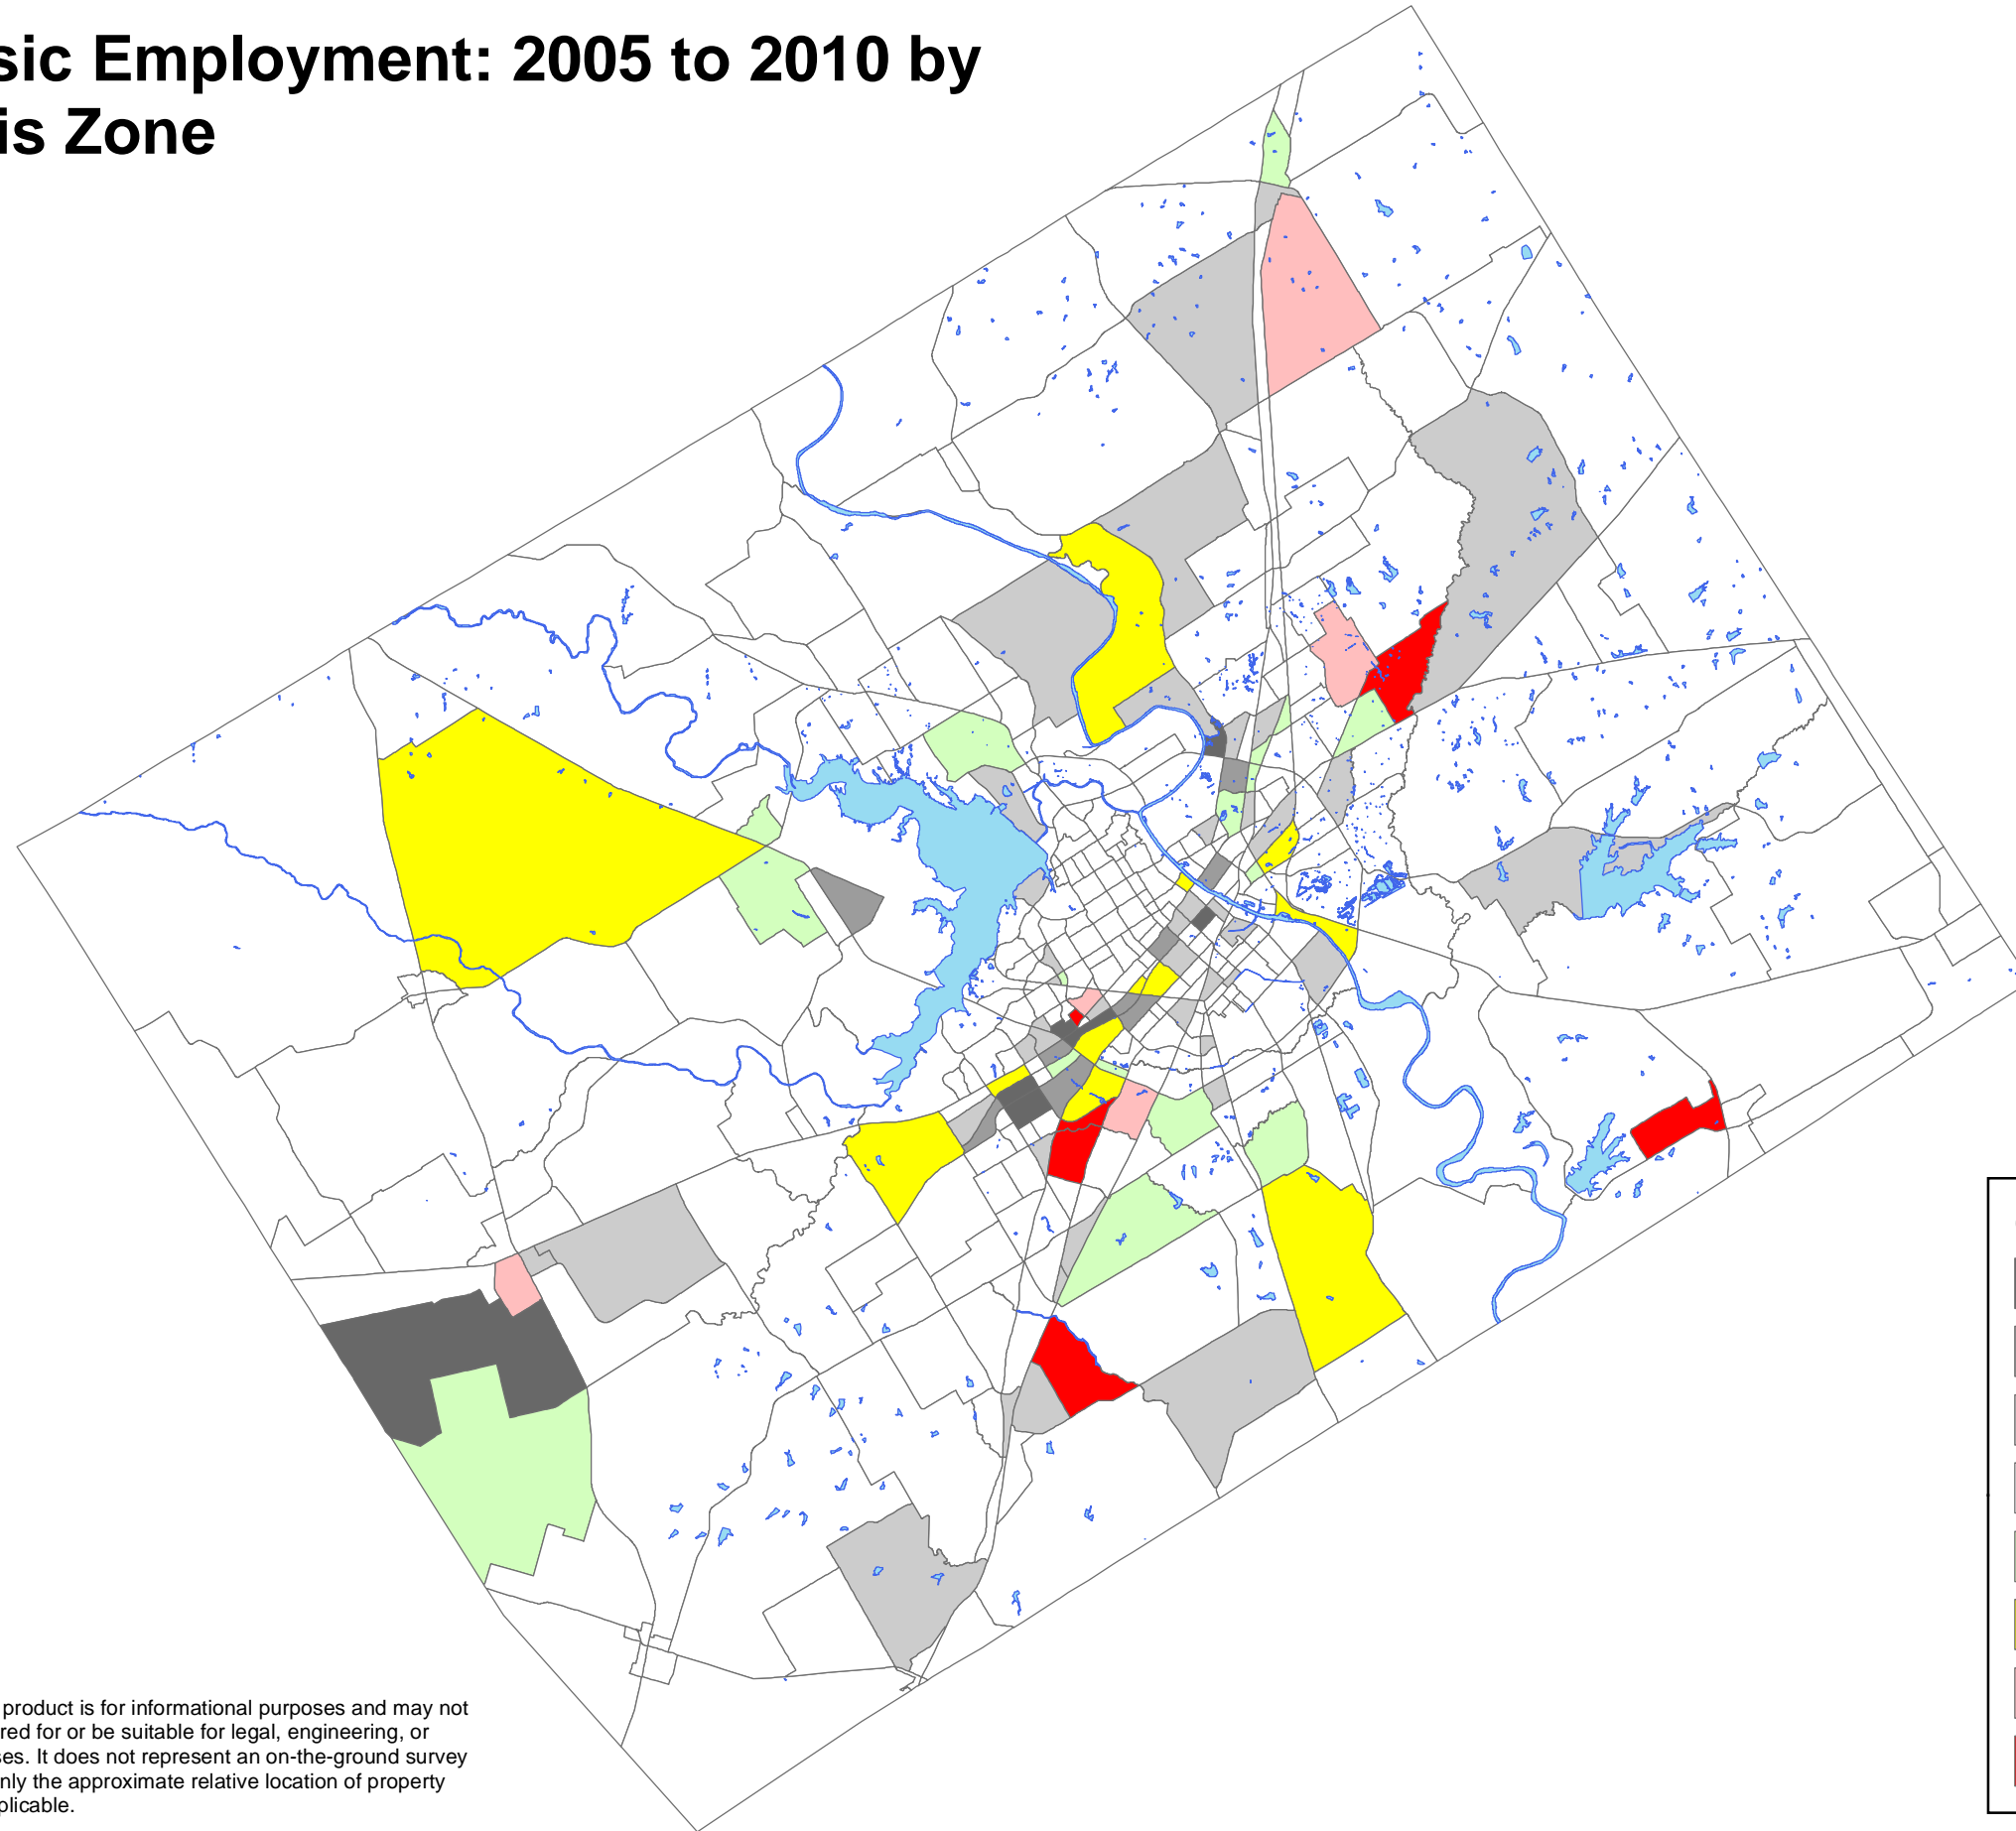 sic Employment: 2005 to 2010 by
is Zone
product is for informational purposes and may not
red for or be suitable for legal, engineering, or
ses. It does not represent an on-the-ground survey
nly the approximate relative location of property
plicable.